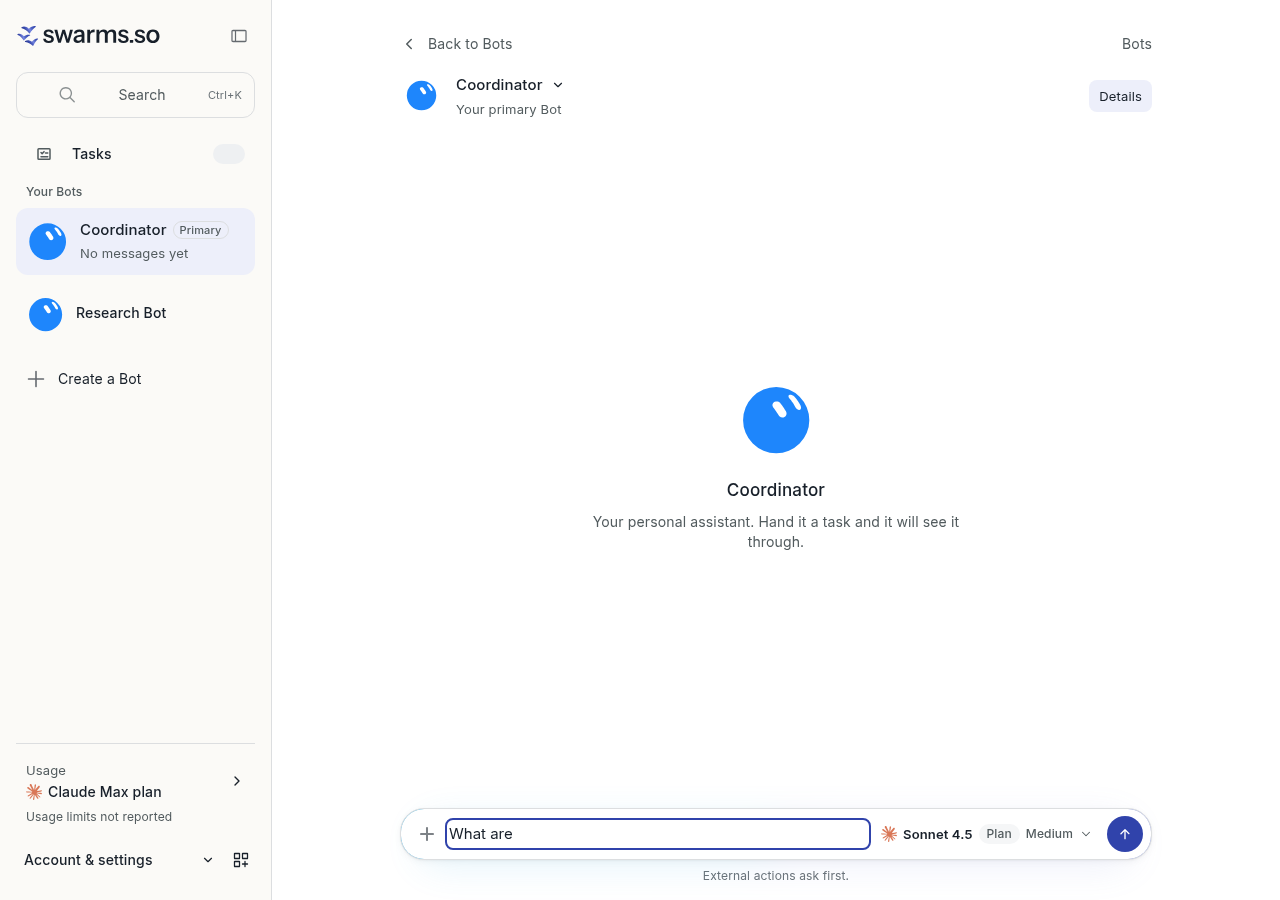 swarms.so
Search
Ctrl+K
Tasks
Your Bots
Coordinator
Primary
No messages yet
Research Bot
Create a Bot
Usage
Claude Max plan
Usage limits not reported
Account & settings
Back to Bots
Bots
Coordinator
Your primary Bot
Details
Coordinator
Your personal assistant. Hand it a task and it will see it
through.
What are
Sonnet 4.5
Plan
Medium
External actions ask first.